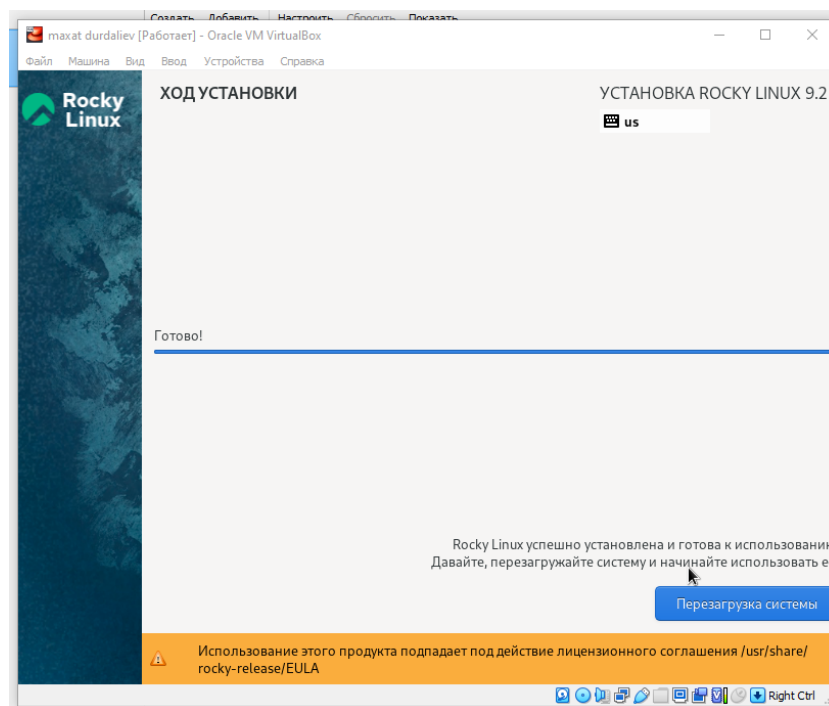 Создать Добавить Настроить Сбросить Показать
maxat durdaliev [Работает] - Oracle VM VirtualBox
Файл Машина Вид Ввод Устройства Справка
Rocky
Linux
ХОД УСТАНОВКИ
УСТАНОВКА ROCKY LINUX 9.2
us
Готово!
Rocky Linux успешно установлена и готова к использованию
Давайте, перезагружайте систему и начинайте использовать е
Перезагрузка системы
Использование этого продукта подпадает под действие лицензионного соглашения /usr/share/
rocky-release/EULA
Right Ctrl